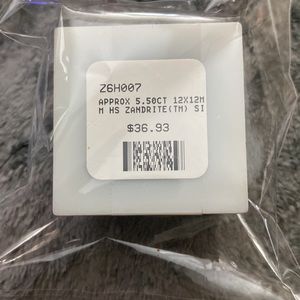 Z6H007
APPROX 5.50CT 12X12M
M HS ZANDRITE(TM) SI
$36.93